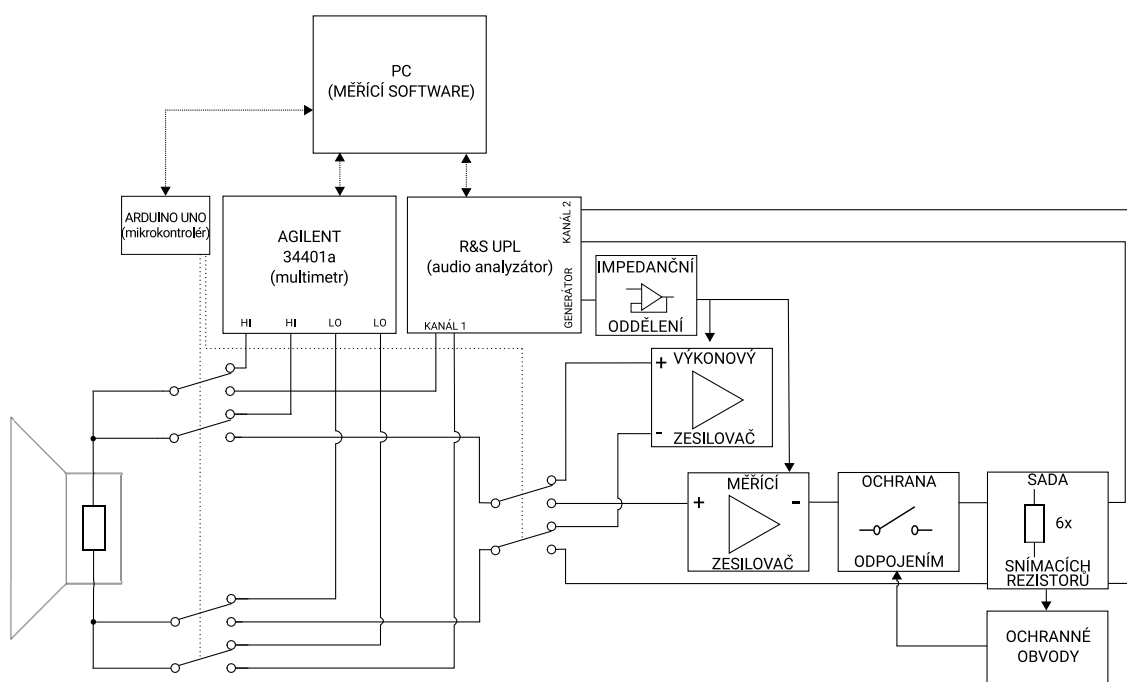 PC
(MĚŘÍCÍ SOFTWARE)
ARDUINO UNO
(mikrokontrolér)
AGILENT
34401a
(multimetr)
HI
HI
LO
LO
R&S UPL
(audio analyzátor)
KANÁL 1
KANÁL 2
GENERÁTOR
IMPEDANČNÍ
ODDĚLENÍ
+
VÝKONOVÝ
-
ZESILOVAČ
+
MĚŘÍCÍ
-
ZESILOVAČ
OCHRANA
ODPOJENÍM
SADA
6x
SNÍMACÍCH
REZISTORŮ
OCHRANNÉ
OBVODY